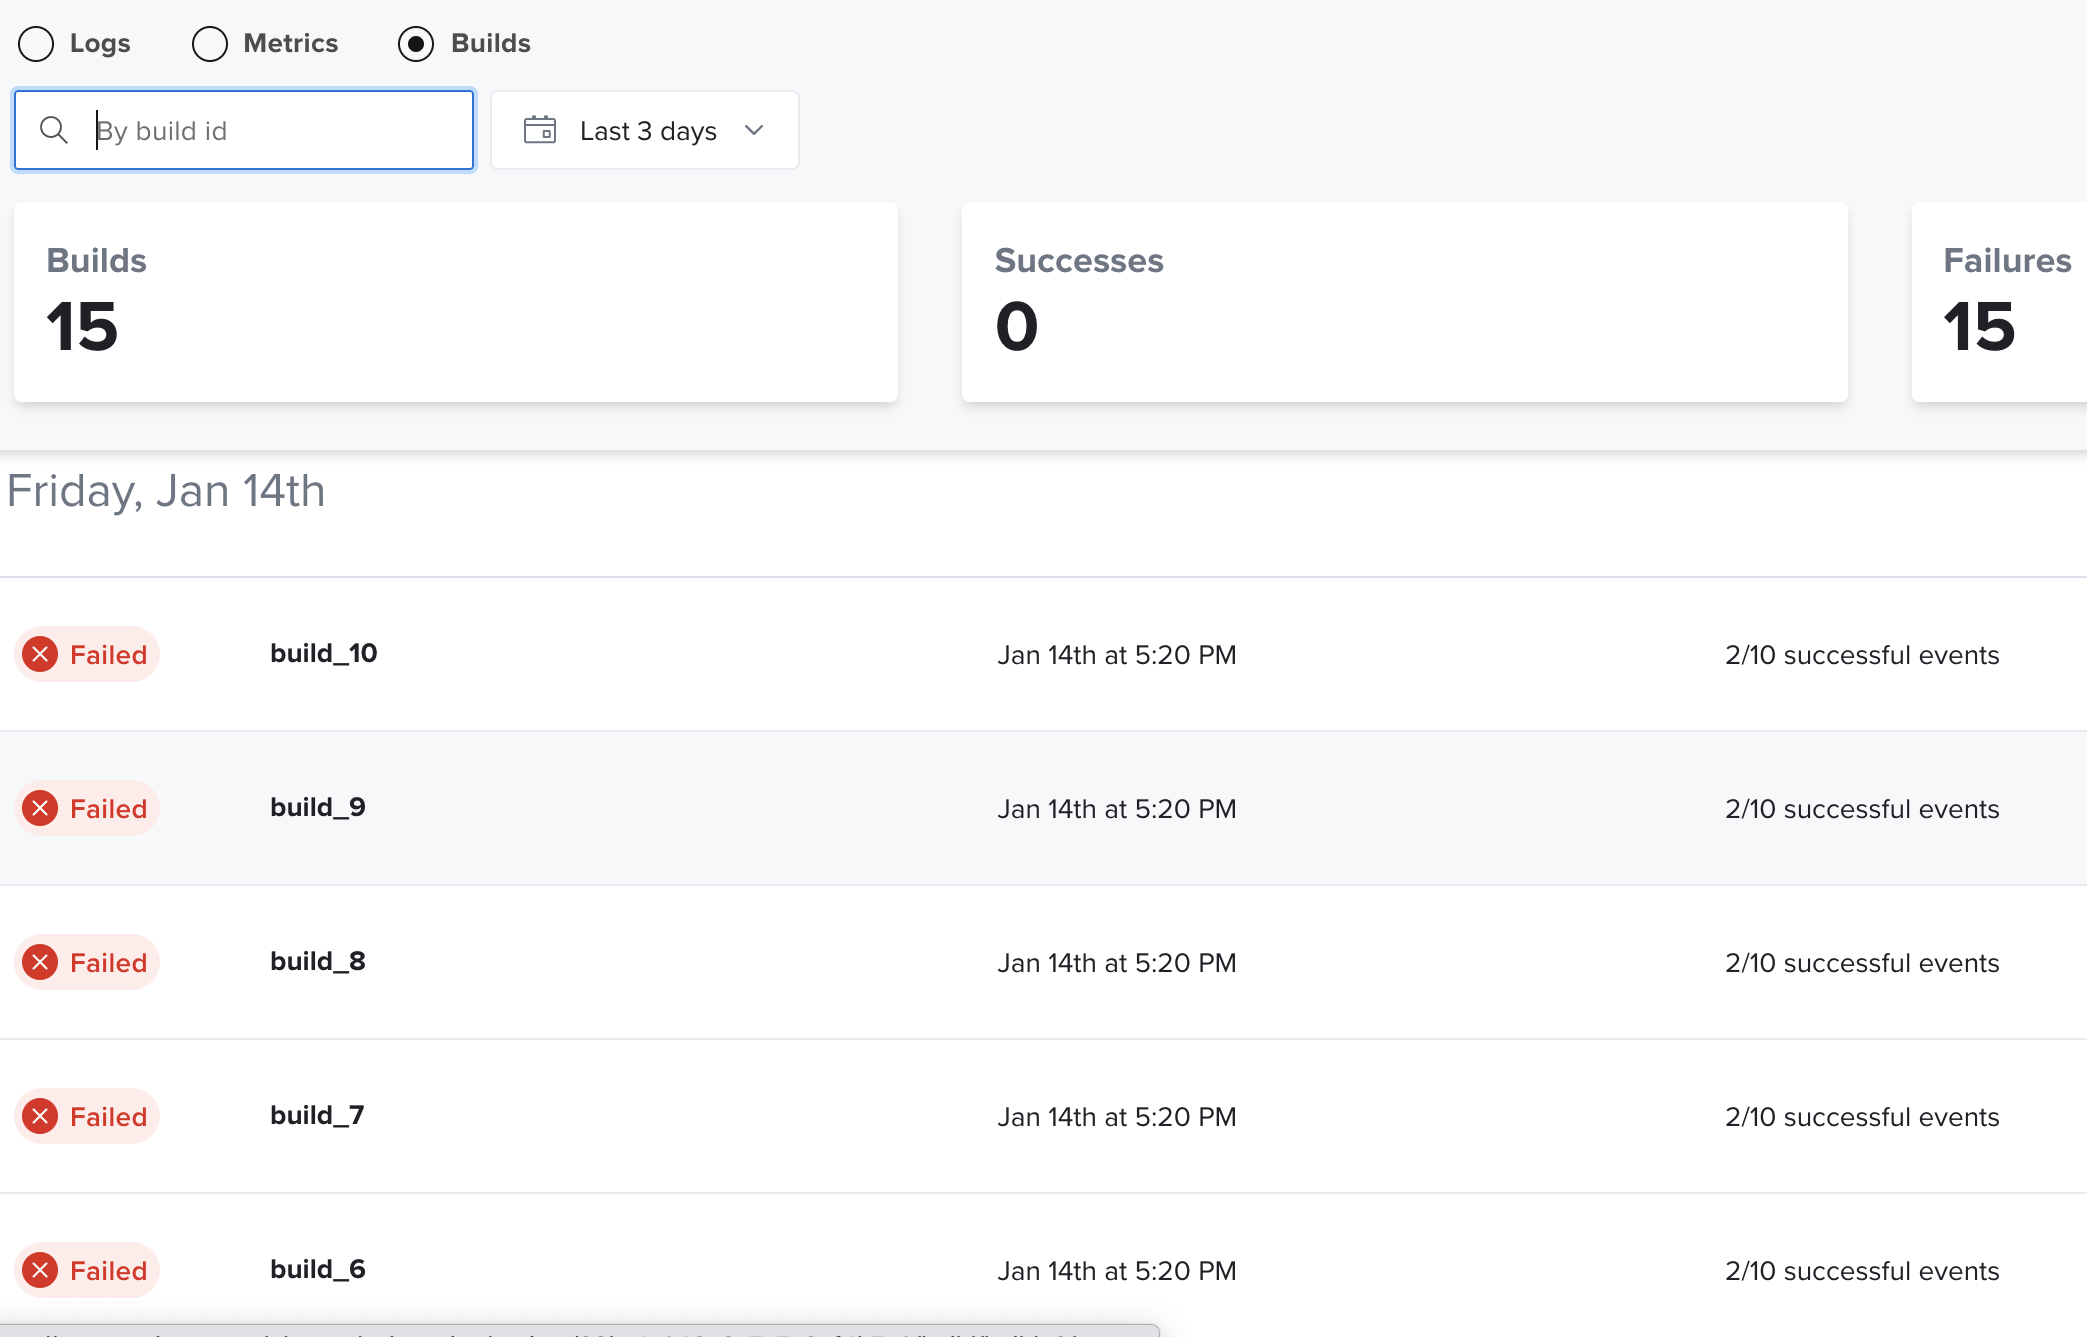 Logs Metrics Builds
By build id Last 3 days
Builds Successes Failures
15 0 15
Friday, Jan 14th
Failed build_10 Jan 14th at 5:20 PM 2/10 successful events
Failed build_9 Jan 14th at 5:20 PM 2/10 successful events
Failed build_8 Jan 14th at 5:20 PM 2/10 successful events
Failed build_7 Jan 14th at 5:20 PM 2/10 successful events
Failed build_6 Jan 14th at 5:20 PM 2/10 successful events